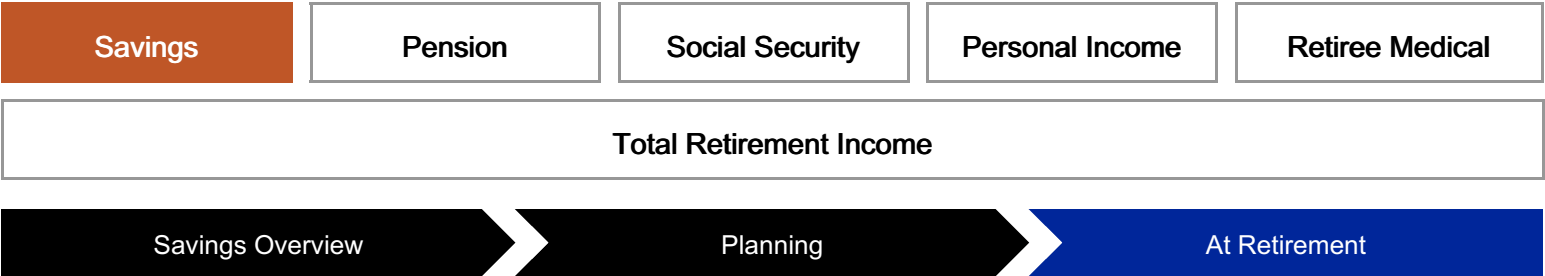 Savings
Pension
Social Security
Personal Income
Retiree Medical
Total Retirement Income
Savings Overview
Planning
At Retirement